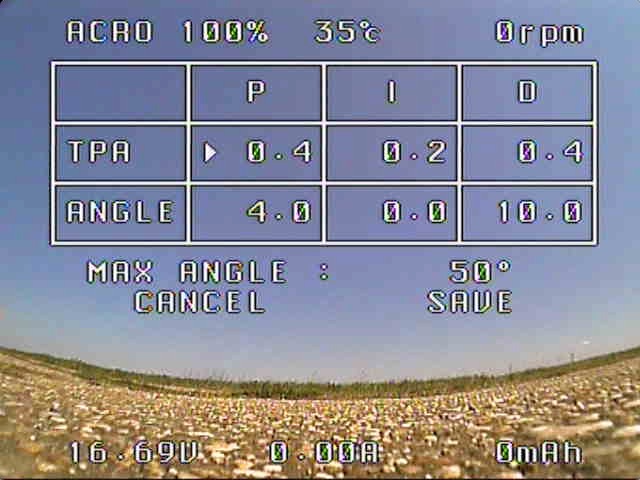 ACRO 100% 35℃ 0rpm
P I D
TPA 0.4 0.2 0.4
ANGLE 4.0 0.0 10.0
MAX ANGLE : 50°
CANCEL SAVE
16.69V 0.00A 0mAh